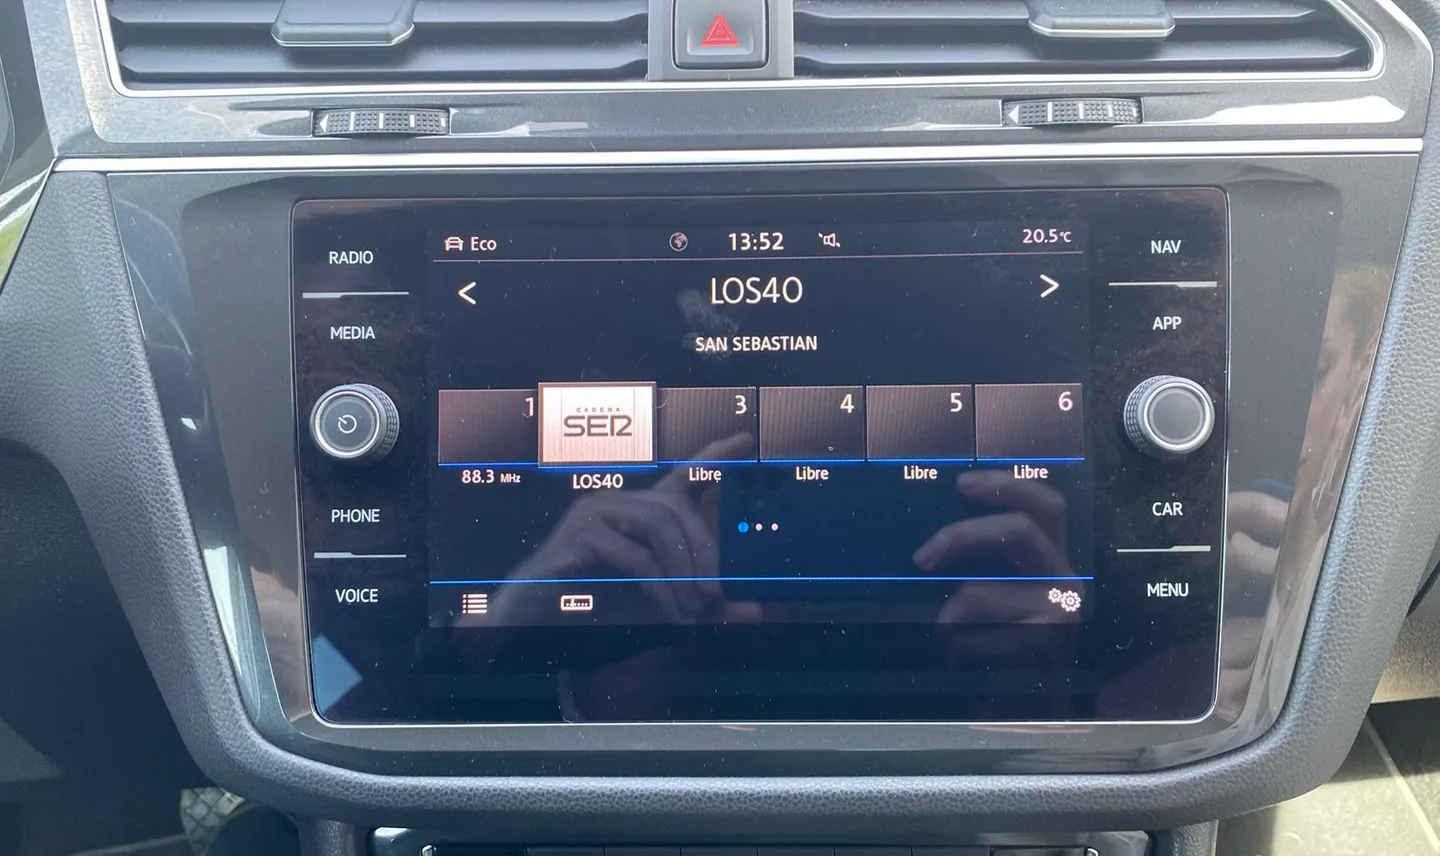 RADIO
MEDIA
PHONE
VOICE
Eco
13:52
20.5°C
< LOS40 >
SAN SEBASTIAN
1
CADENA
SER
3
4
5
6
88.3 MHz
LOS40
Libre
Libre
Libre
Libre
NAV
APP
CAR
MENU